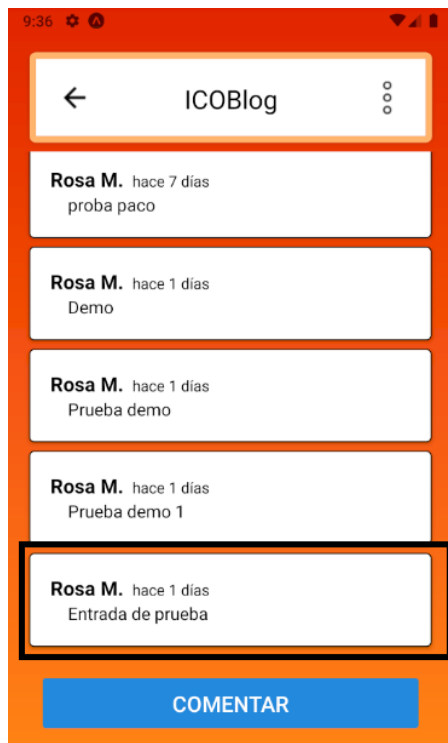 9:36
ICOBlog
Rosa M. hace 7 días
proba paco
Rosa M. hace 1 días
Demo
Rosa M. hace 1 días
Prueba demo
Rosa M. hace 1 días
Prueba demo 1
Rosa M. hace 1 días
Entrada de prueba
COMENTAR